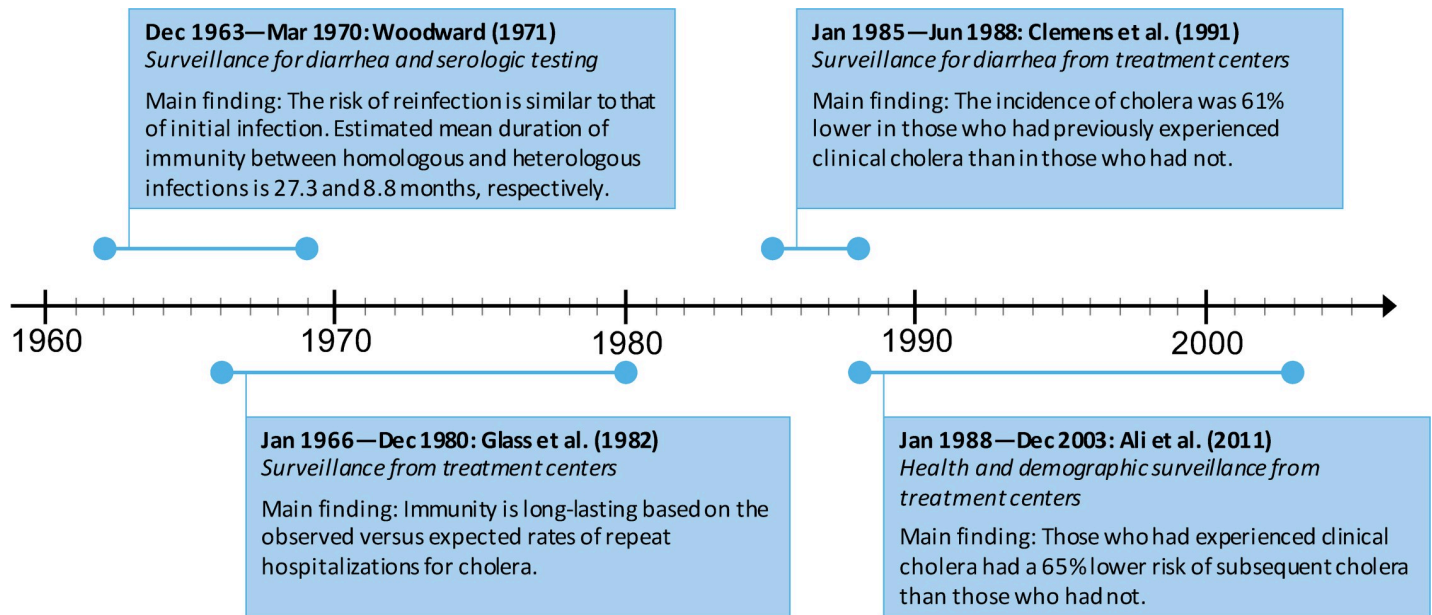 Dec 1963—Mar 1970: Woodward (1971)
Surveillance for diarrhea and serologic testing
Main finding: The risk of reinfection is similar to that
of initial infection. Estimated mean duration of
immunity between homologous and heterologous
infections is 27.3 and 8.8 months, respectively.
Jan 1985—Jun 1988: Clemens et al. (1991)
Surveillance for diarrhea from treatment centers
Main finding: The incidence of cholera was 61%
lower in those who had previously experienced
clinical cholera than in those who had not.
1960
1970
1980
1990
2000
Jan 1966—Dec 1980: Glass et al. (1982)
Surveillance from treatment centers
Main finding: Immunity is long-lasting based on the
observed versus expected rates of repeat
hospitalizations for cholera.
Jan 1988—Dec 2003: Ali et al. (2011)
Health and demographic surveillance from
treatment centers
Main finding: Those who had experienced clinical
cholera had a 65% lower risk of subsequent cholera
than those who had not.